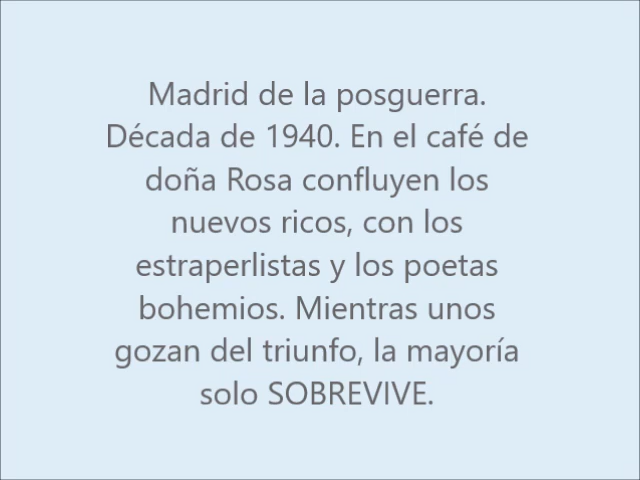 Madrid de la posguerra.
Década de 1940. En el café de
doña Rosa confluyen los
nuevos ricos, con los
estraperlistas y los poetas
bohemios. Mientras unos
gozan del triunfo, la mayoría
solo SOBREVIVE.